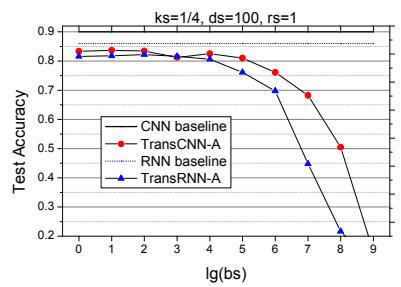 ks=1/4, ds=100, rs=1
0.9
0.8
0.7
0.6
0.5
0.4
0.3
0.2
Test Accuracy
CNN baseline
TransCNN-A
RNN baseline
TransRNN-A
0 1 2 3 4 5 6 7 8 9
lg(bs)